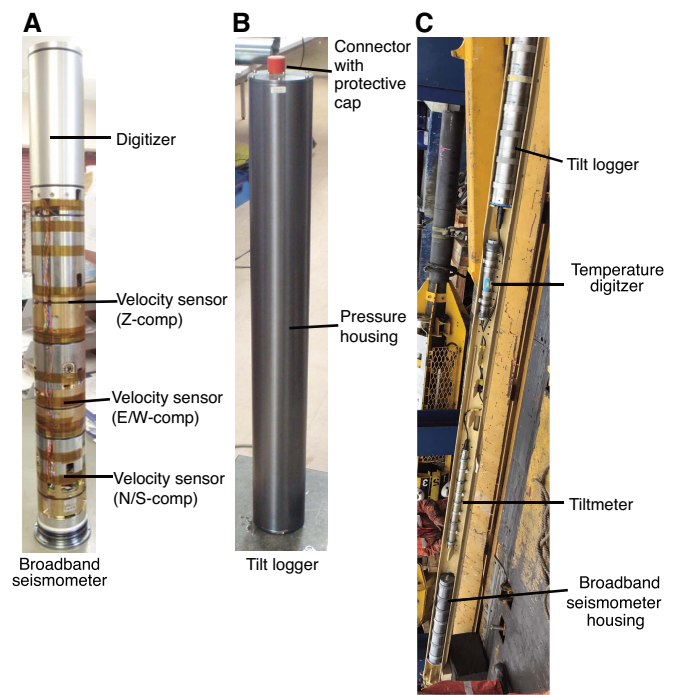 A
Digitizer
Velocity sensor
(Z-comp)
Velocity sensor
(E/W-comp)
Velocity sensor
(N/S-comp)
Broadband
seismometer
B
Connector
with
protective
cap
Pressure
housing
Tilt logger
C
Tilt logger
Temperature
digitzer
Tiltmeter
Broadband
seismometer
housing